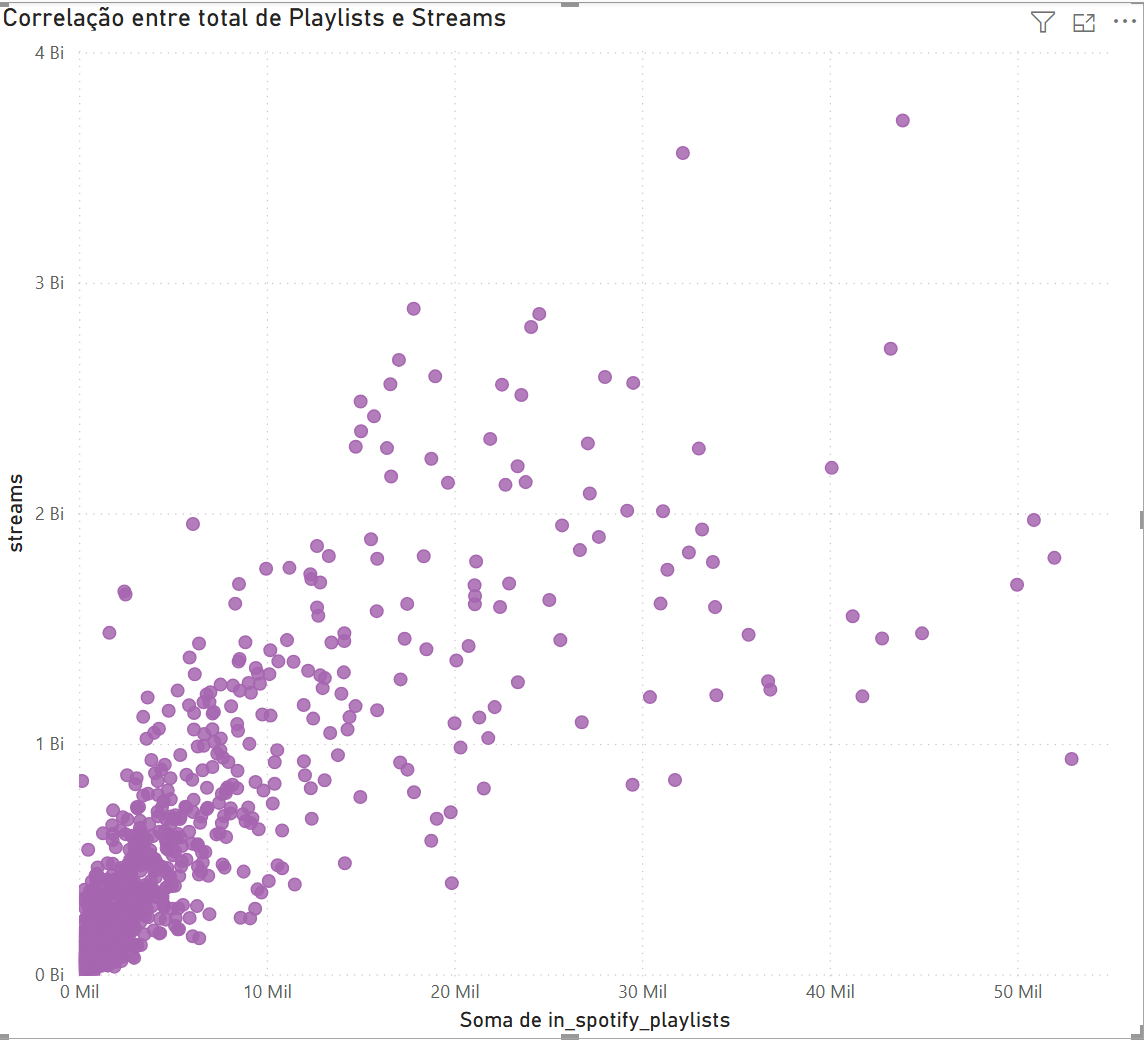 Correlação entre total de Playlists e Streams
4 Bi
3 Bi
2 Bi
1 Bi
0 Bi
streams
0 Mil 10 Mil 20 Mil 30 Mil 40 Mil 50 Mil
Soma de in_spotify_playlists